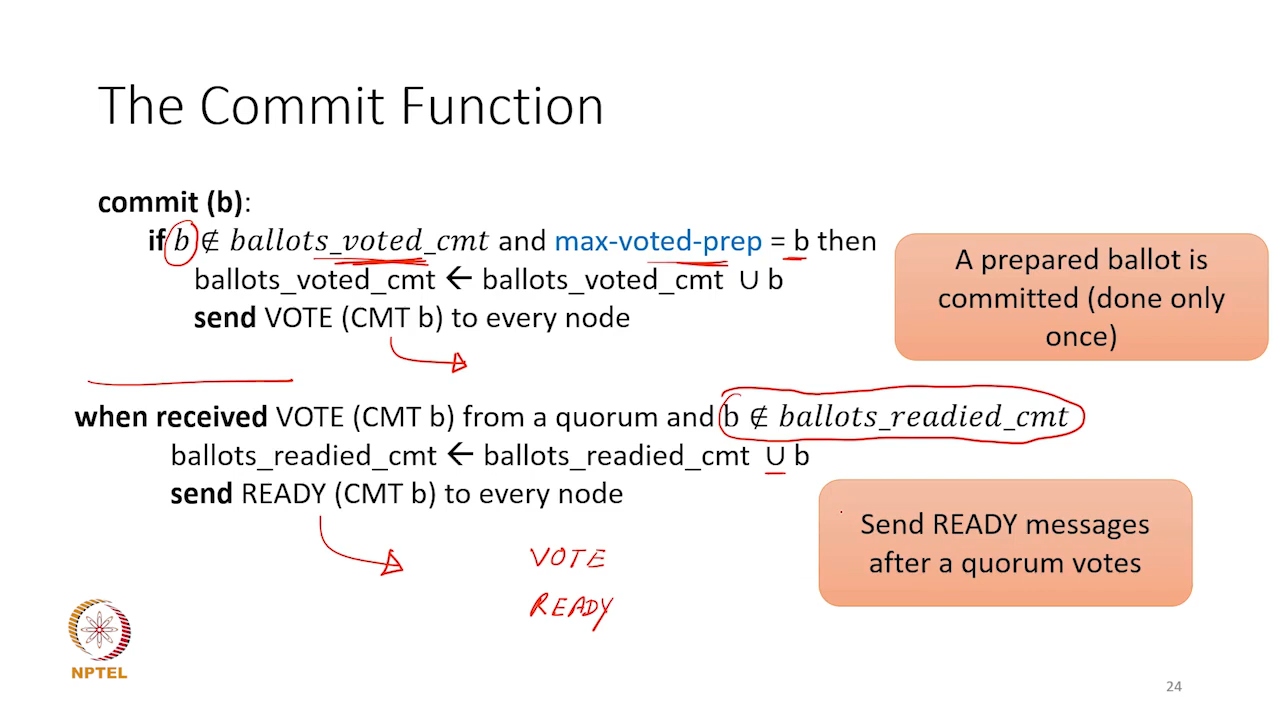 The Commit Function
commit (b):
if b ∉ ballots_voted_cmt and max-voted-prep = b then
ballots_voted_cmt ← ballots_voted_cmt ∪ b
send VOTE (CMT b) to every node
A prepared ballot is
committed (done only
once)
when received VOTE (CMT b) from a quorum and b ∉ ballots_readied_cmt
ballots_readied_cmt ← ballots_readied_cmt ∪ b
send READY (CMT b) to every node
Send READY messages
after a quorum votes
VOTE
READY
NPTEL
24